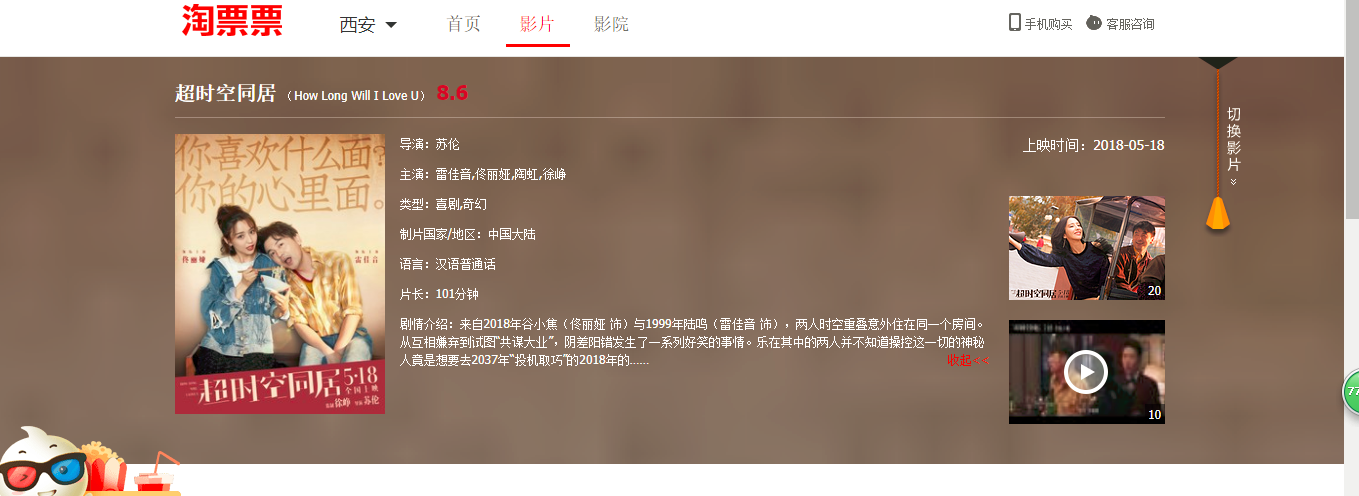 淘票票
西安
首页
影片
影院
手机购买
客服咨询
超时空同居（How Long Will I Love U） 8.6
切换影片
导演：苏伦
上映时间：2018-05-18
主演：雷佳音,佟丽娅,陶虹,徐峥
类型：喜剧,奇幻
制片国家/地区：中国大陆
语言：汉语普通话
片长：101分钟
剧情介绍：来自2018年谷小焦（佟丽娅 饰）与1999年陆鸣（雷佳音 饰），两人时空重叠意外住在同一个房间。
从互相嫌弃到试图“共谋大业”，阴差阳错发生了一系列好笑的事情。乐在其中的两人并不知道操控这一切的神秘
人竟是想要去2037年“投机取巧”的2018年的......
收起<<
你喜欢什么面?
你的心里面。
佟丽娅
雷佳音
超时空同居
5·18
全国上映
徐峥
苏伦
超时空同居
20
10
77